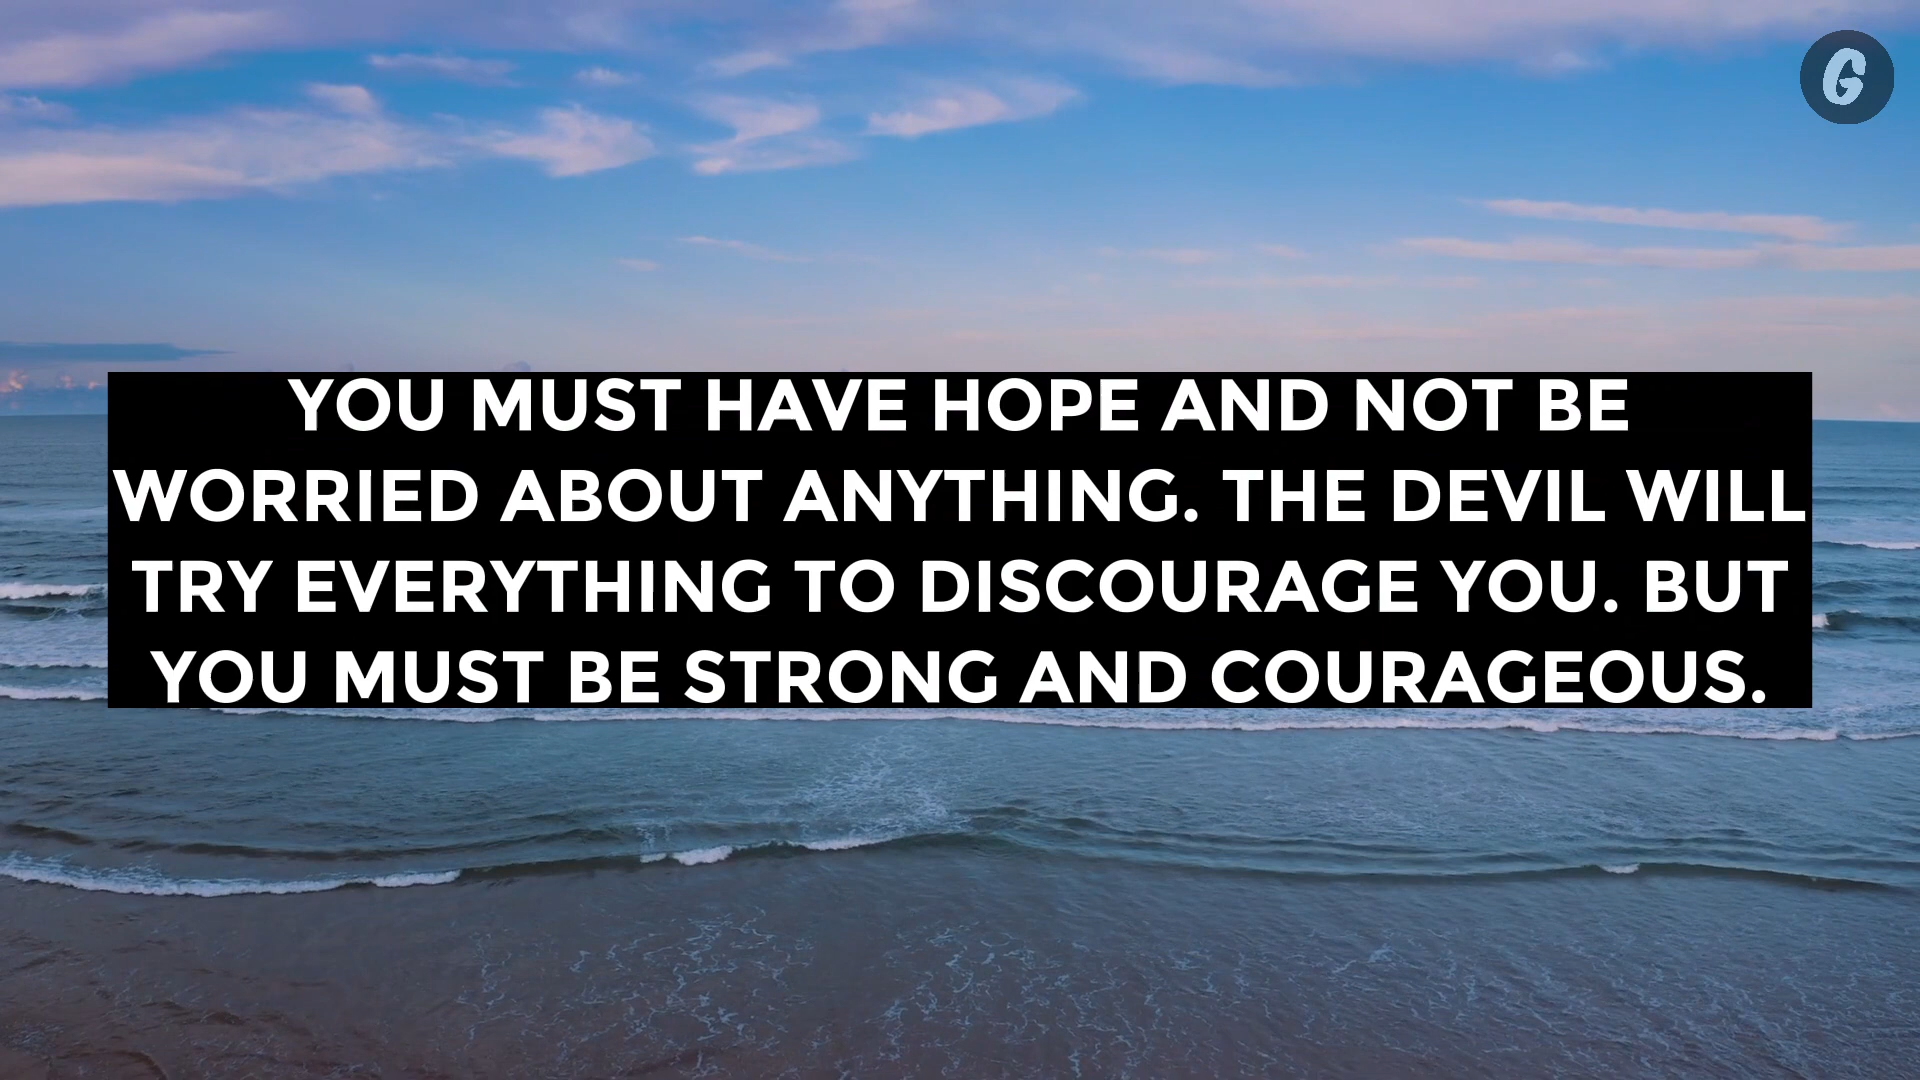 G
YOU MUST HAVE HOPE AND NOT BE
WORRIED ABOUT ANYTHING. THE DEVIL WILL
TRY EVERYTHING TO DISCOURAGE YOU. BUT
YOU MUST BE STRONG AND COURAGEOUS.